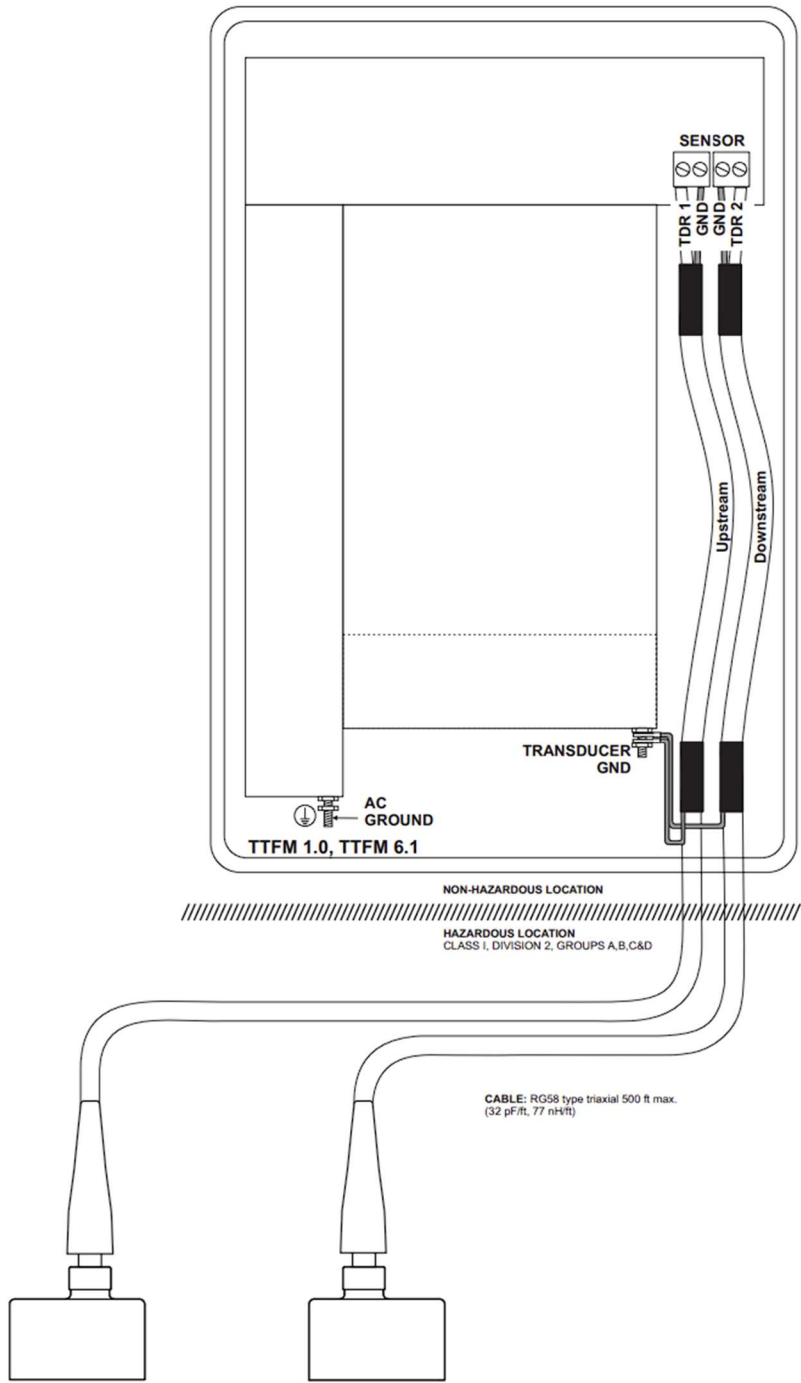 SENSOR
TDR 1
GND
GND
TDR 2
Upstream
Downstream
TRANSDUCER
GND
AC
GROUND
TTFM 1.0, TTFM 6.1
NON-HAZARDOUS LOCATION
HAZARDOUS LOCATION
CLASS I, DIVISION 2, GROUPS A,B,C&D
CABLE: RG58 type triaxial 500 ft max.
(32 pF/ft, 77 nH/ft)